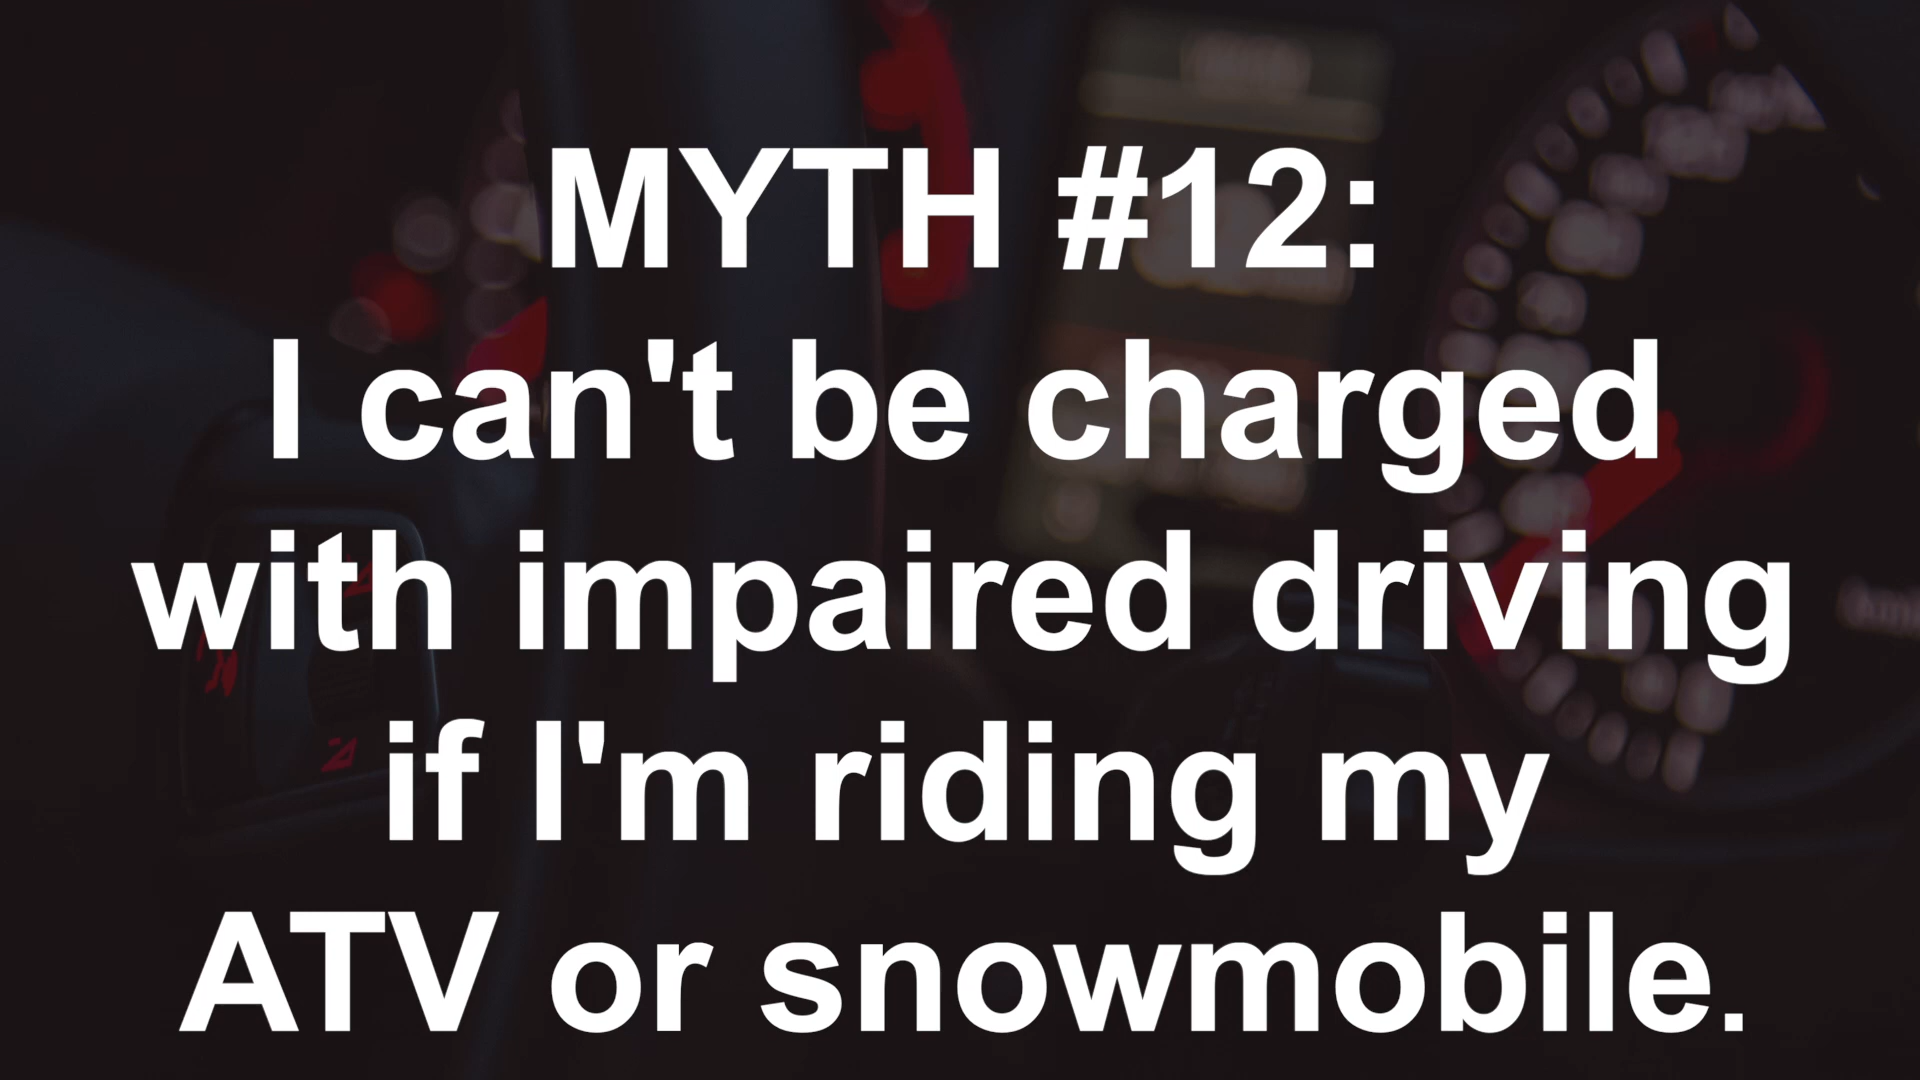 MYTH #12:
I can't be charged
with impaired driving
if I'm riding my
ATV or snowmobile.